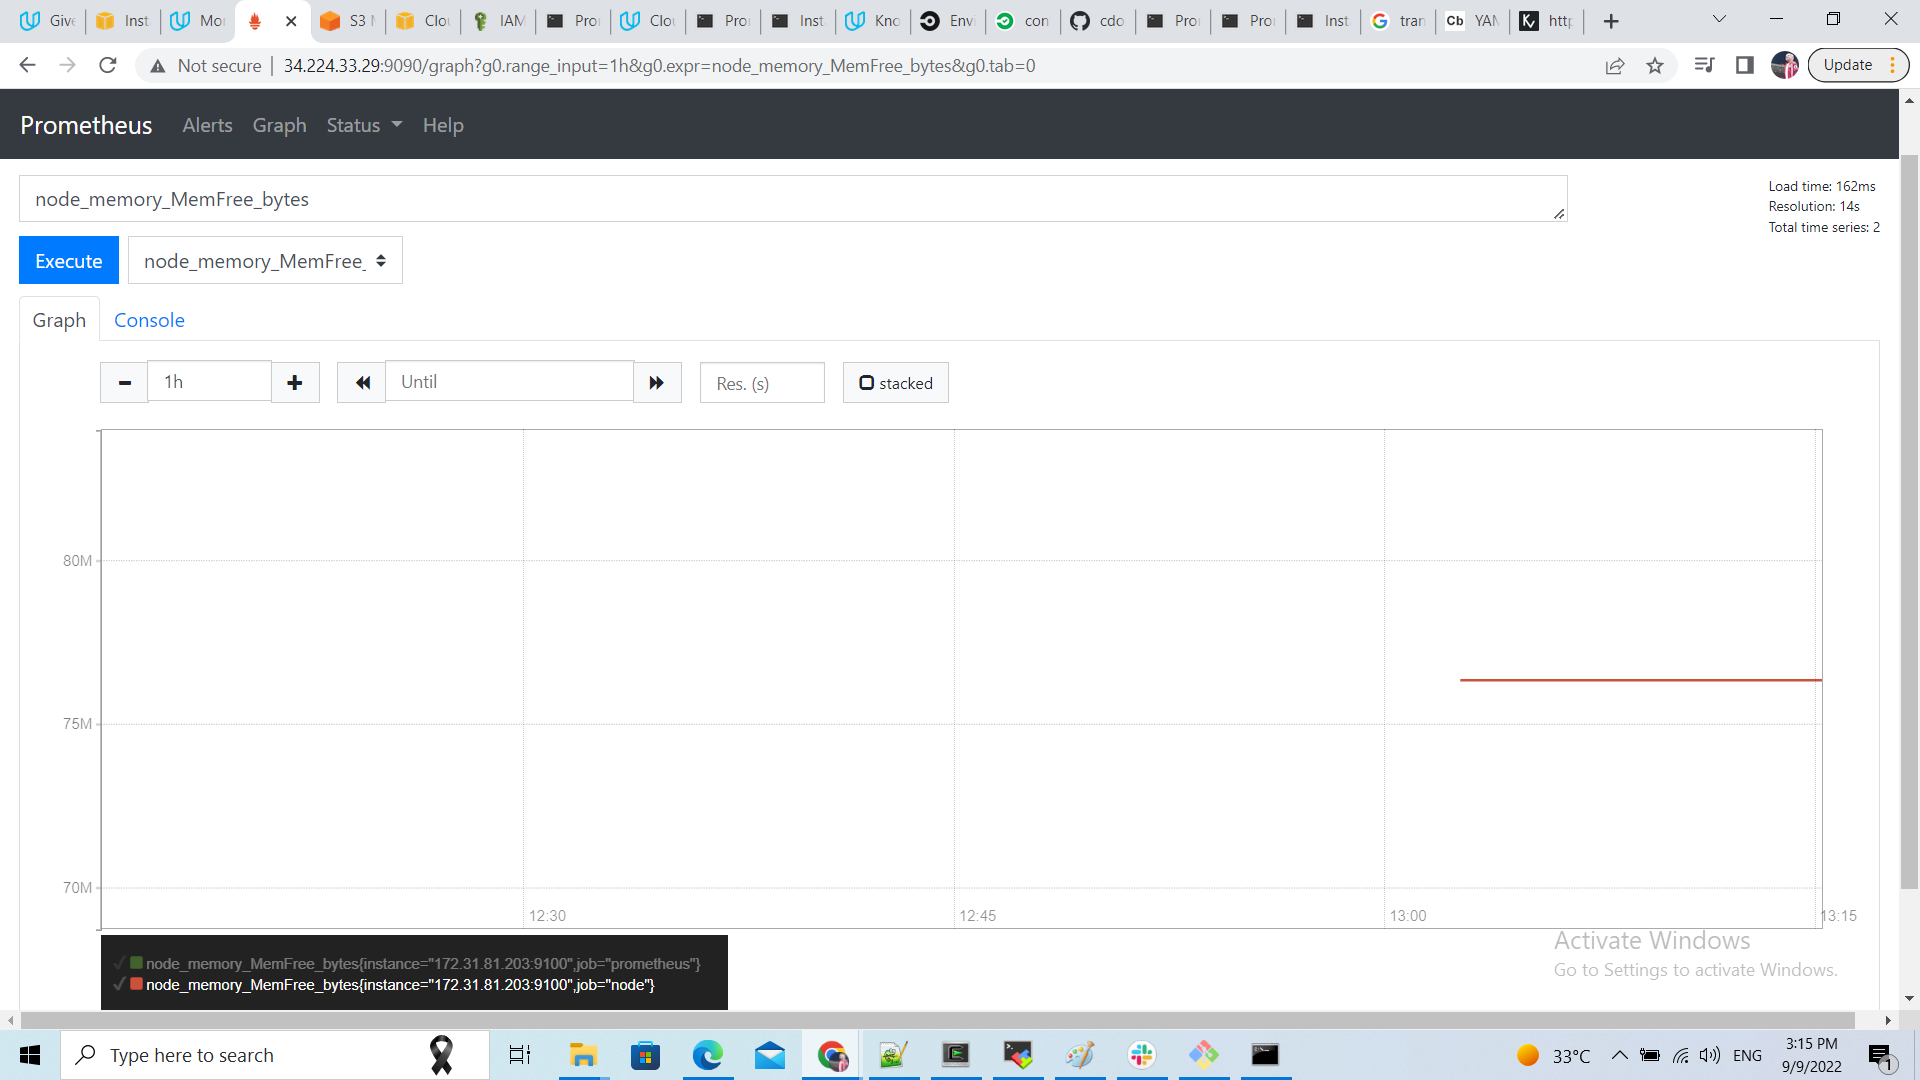 Give
Inst
Mo
S3
Clo
IAM
Pro
Clo
Pro
Inst
Kno
Env
con
cdo
Pro
Pro
Inst
tran
Cb YAM
Kv http
Not secure 34.224.33.29:9090/graph?g0.range_input=1h&g0.expr=node_memory_MemFree_bytes&g0.tab=0
Update
Prometheus Alerts Graph Status Help
node_memory_MemFree_bytes
Load time: 162ms
Resolution: 14s
Total time series: 2
Execute node_memory_MemFree_
Graph Console
1h Until Res. (s) stacked
80M
75M
70M
12:30 12:45 13:00 13:15
node_memory_MemFree_bytes{instance="172.31.81.203:9100",job="prometheus"}
node_memory_MemFree_bytes{instance="172.31.81.203:9100",job="node"}
Activate Windows
Go to Settings to activate Windows.
Type here to search
33°C ENG
3:15 PM
9/9/2022
1